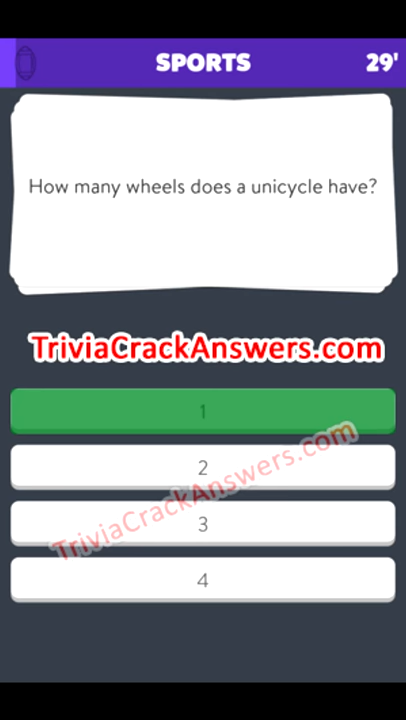 SPORTS 29'
How many wheels does a unicycle have?
TriviaCrackAnswers.com
1
2
TriviaCrackAnswers.com
3
4